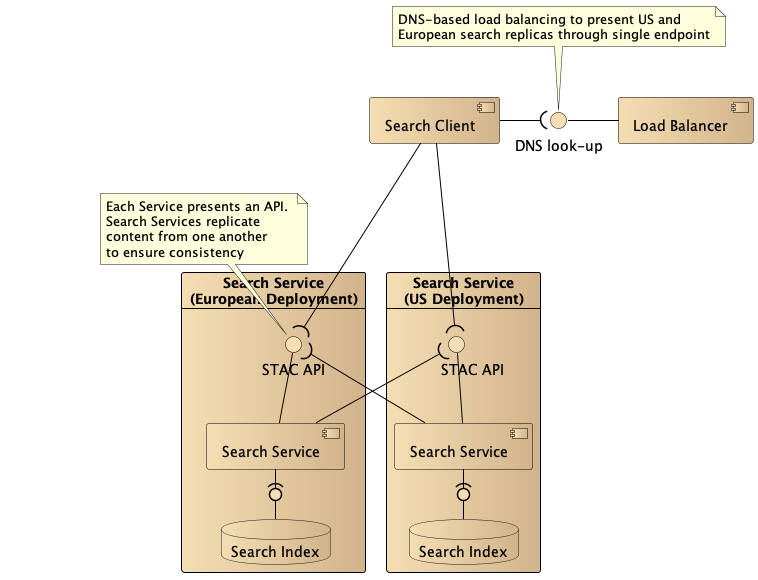 DNS-based load balancing to present US and
European search replicas through single endpoint
Search Client
Load Balancer
DNS look-up
Each Service presents an API.
Search Services replicate
content from one another
to ensure consistency
Search Service
(European Deployment)
Search Service
(US Deployment)
STAC API
STAC API
Search Service
Search Service
Search Index
Search Index